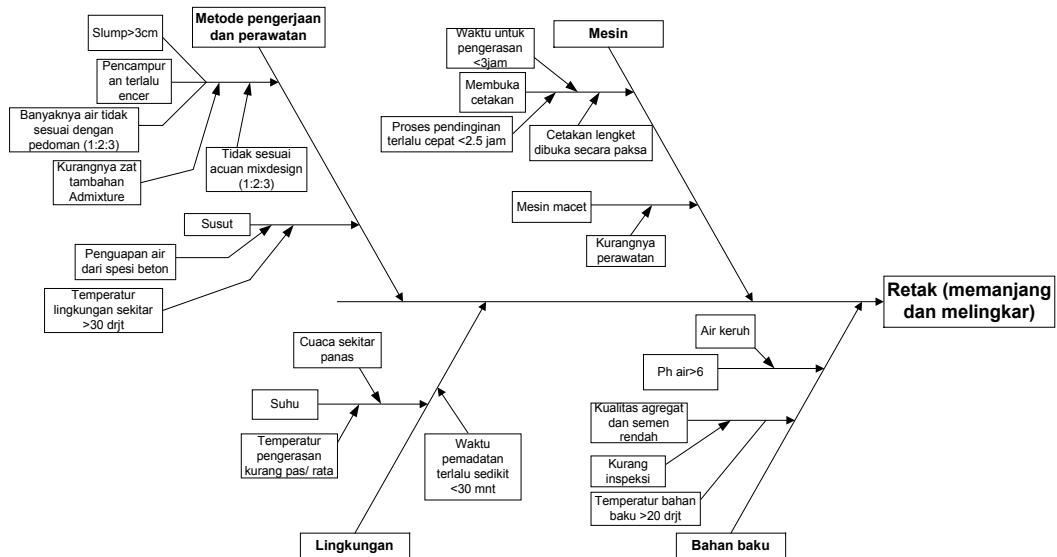 Metode pengerjaan
dan perawatan
Slump>3cm
Pencampur
an terlalu
encer
Banyaknya air tidak
sesuai dengan
pedoman (1:2:3)
Kurangnya zat
tambahan
Admixture
Tidak sesuai
acuan mixdesign
(1:2:3)
Susut
Penguapan air
dari spesi beton
Temperatur
lingkungan sekitar
>30 drjt
Mesin
Waktu untuk
pengerasan
<3jam
Membuka
cetakan
Proses pendinginan
terlalu cepat <2.5 jam
Cetakan lengket
dibuka secara paksa
Mesin macet
Kurangnya
perawatan
Retak (memanjang
dan melingkar)
Cuaca sekitar
panas
Suhu
Temperatur
pengerasan
kurang pas/ rata
Waktu
pemadatan
terlalu sedikit
<30 mnt
Lingkungan
Air keruh
Ph air>6
Kualitas agregat
dan semen
rendah
Kurang
inspeksi
Temperatur bahan
baku >20 drjt
Bahan baku